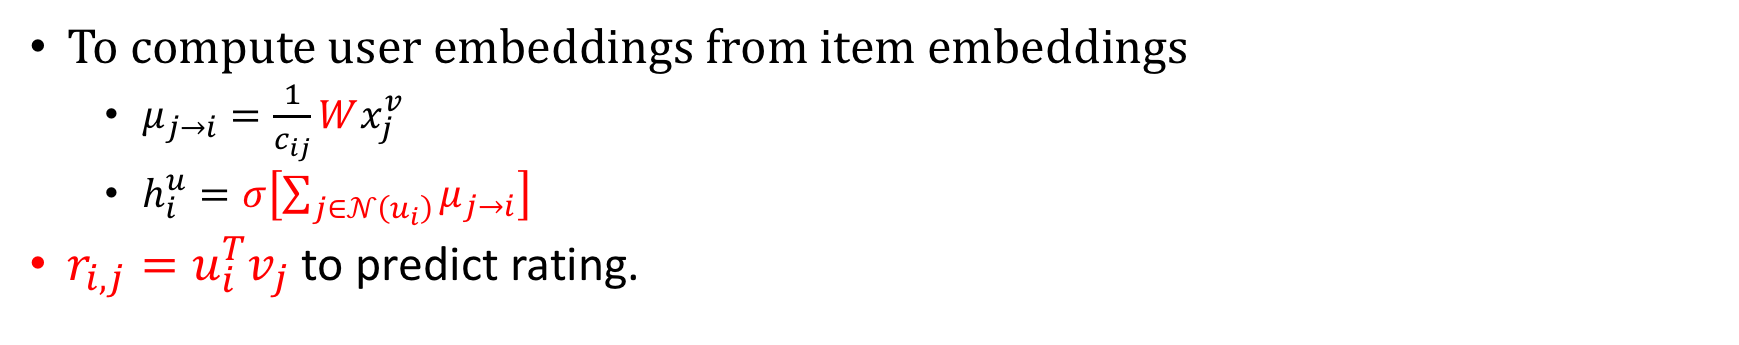 • To compute user embeddings from item embeddings
• μ_{j→i} = \frac{1}{c_{ij}} W x_j^v
• h_i^u = σ[∑_{j∈𝒩(u_i)} μ_{j→i}]
• r_{i,j} = u_i^T v_j to predict rating.